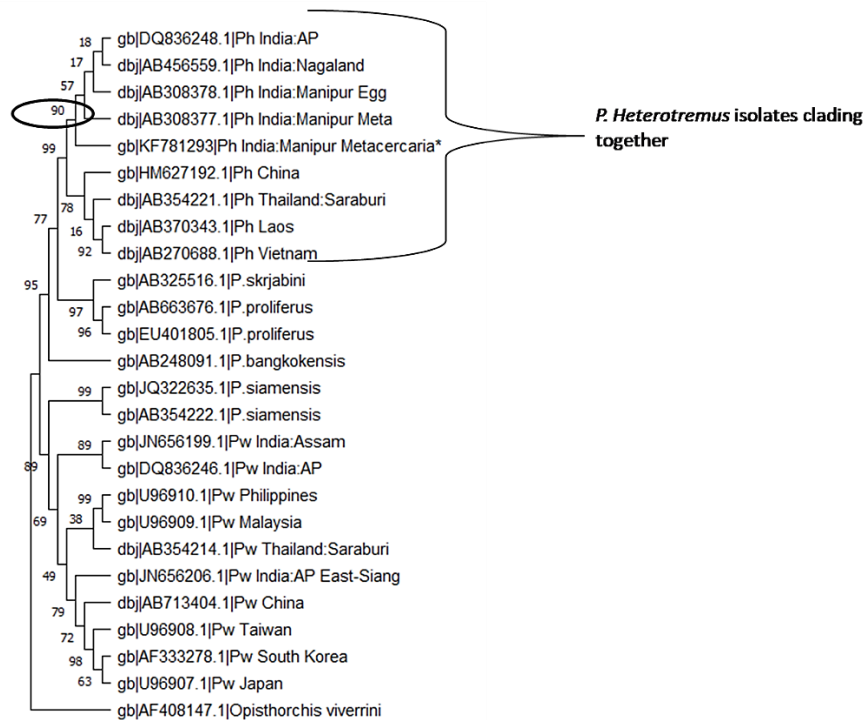 18
gb|DQ836248.1|Ph India:AP
17
dbj|AB456559.1|Ph India:Nagaland
57
dbj|AB308378.1|Ph India:Manipur Egg
90
dbj|AB308377.1|Ph India:Manipur Meta
P. Heterotremus isolates clading
together
99
gb|KF781293|Ph India:Manipur Metacercaria*
gb|HM627192.1|Ph China
78
dbj|AB354221.1|Ph Thailand:Saraburi
77
16
dbj|AB370343.1|Ph Laos
92
dbj|AB270688.1|Ph Vietnam
95
gb|AB325516.1|P.skrjabini
97
gb|AB663676.1|P.proliferus
96
gb|EU401805.1|P.proliferus
gb|AB248091.1|P.bangkokensis
99
gb|JQ322635.1|P.siamensis
gb|AB354222.1|P.siamensis
89
gb|JN656199.1|Pw India:Assam
89
gb|DQ836246.1|Pw India:AP
99
gb|U96910.1|Pw Philippines
69
38
gb|U96909.1|Pw Malaysia
dbj|AB354214.1|Pw Thailand:Saraburi
49
gb|JN656206.1|Pw India:AP East-Siang
79
dbj|AB713404.1|Pw China
72
gb|U96908.1|Pw Taiwan
98
gb|AF333278.1|Pw South Korea
63
gb|U96907.1|Pw Japan
gb|AF408147.1|Opisthorchis viverrini